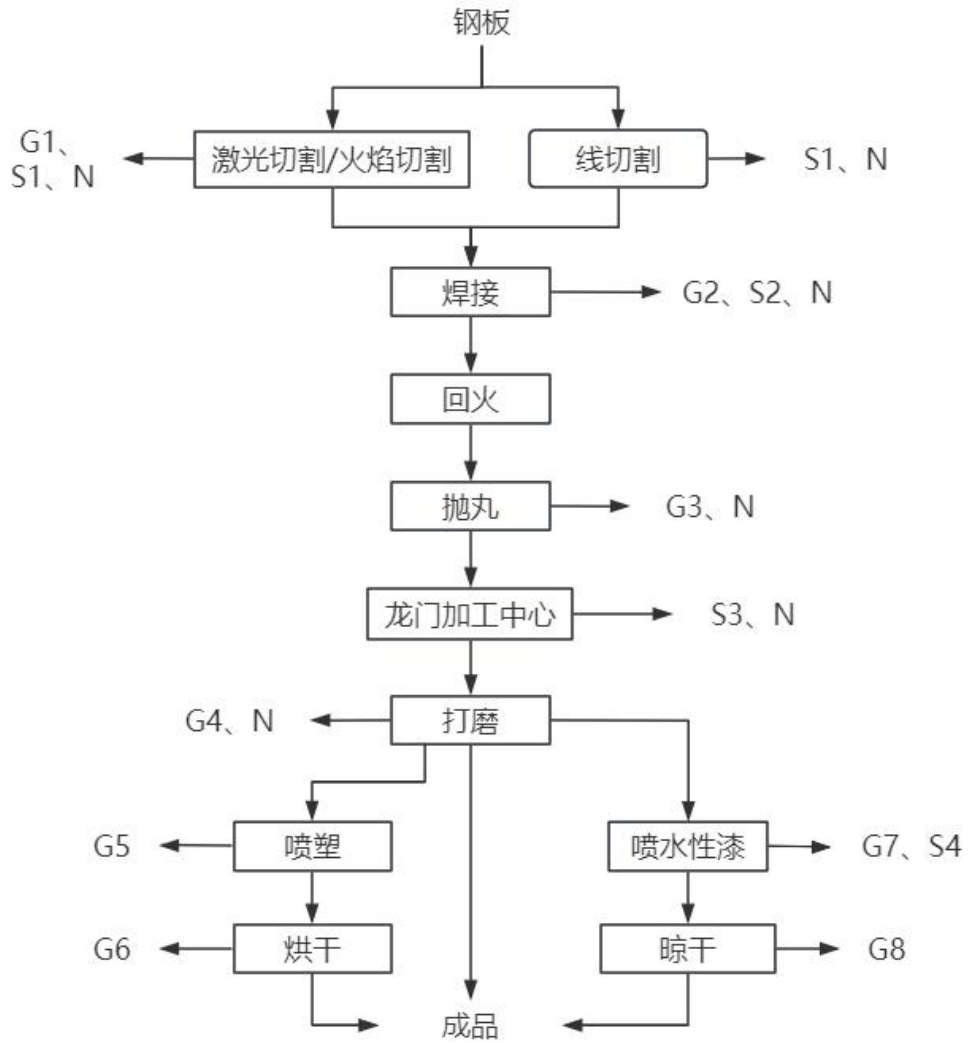 钢板
G1、
S1、N
激光切割/火焰切割
线切割
S1、N
焊接
G2、S2、N
回火
抛丸
G3、N
龙门加工中心
S3、N
G4、N
打磨
G5
喷塑
喷水性漆
G7、S4
G6
烘干
晾干
G8
成品